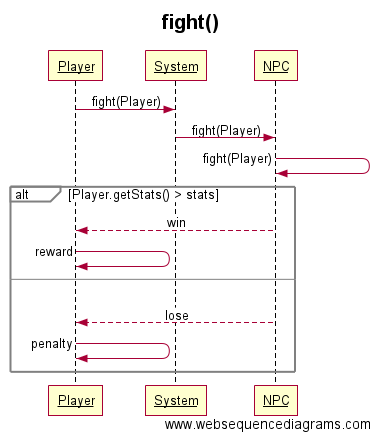 fight()
Player System NPC
fight(Player)
fight(Player)
fight(Player)
alt [Player.getStats() > stats]
win
reward
lose
penalty
Player System NPC
www.websequencediagrams.com